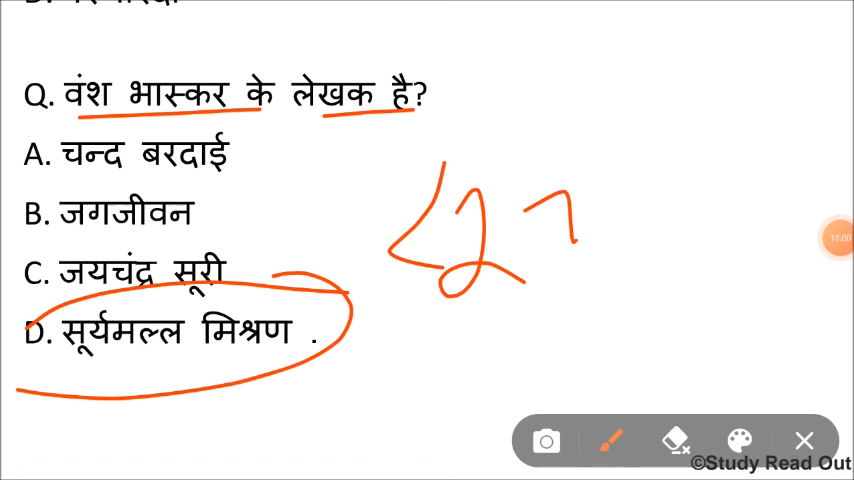 Q. वंश भास्कर के लेखक है?
A. चन्द बरदाई
B. जगजीवन
C. जयचंद्र सूरी
D. सूर्यमल्ल मिश्रण .
©Study Read Out